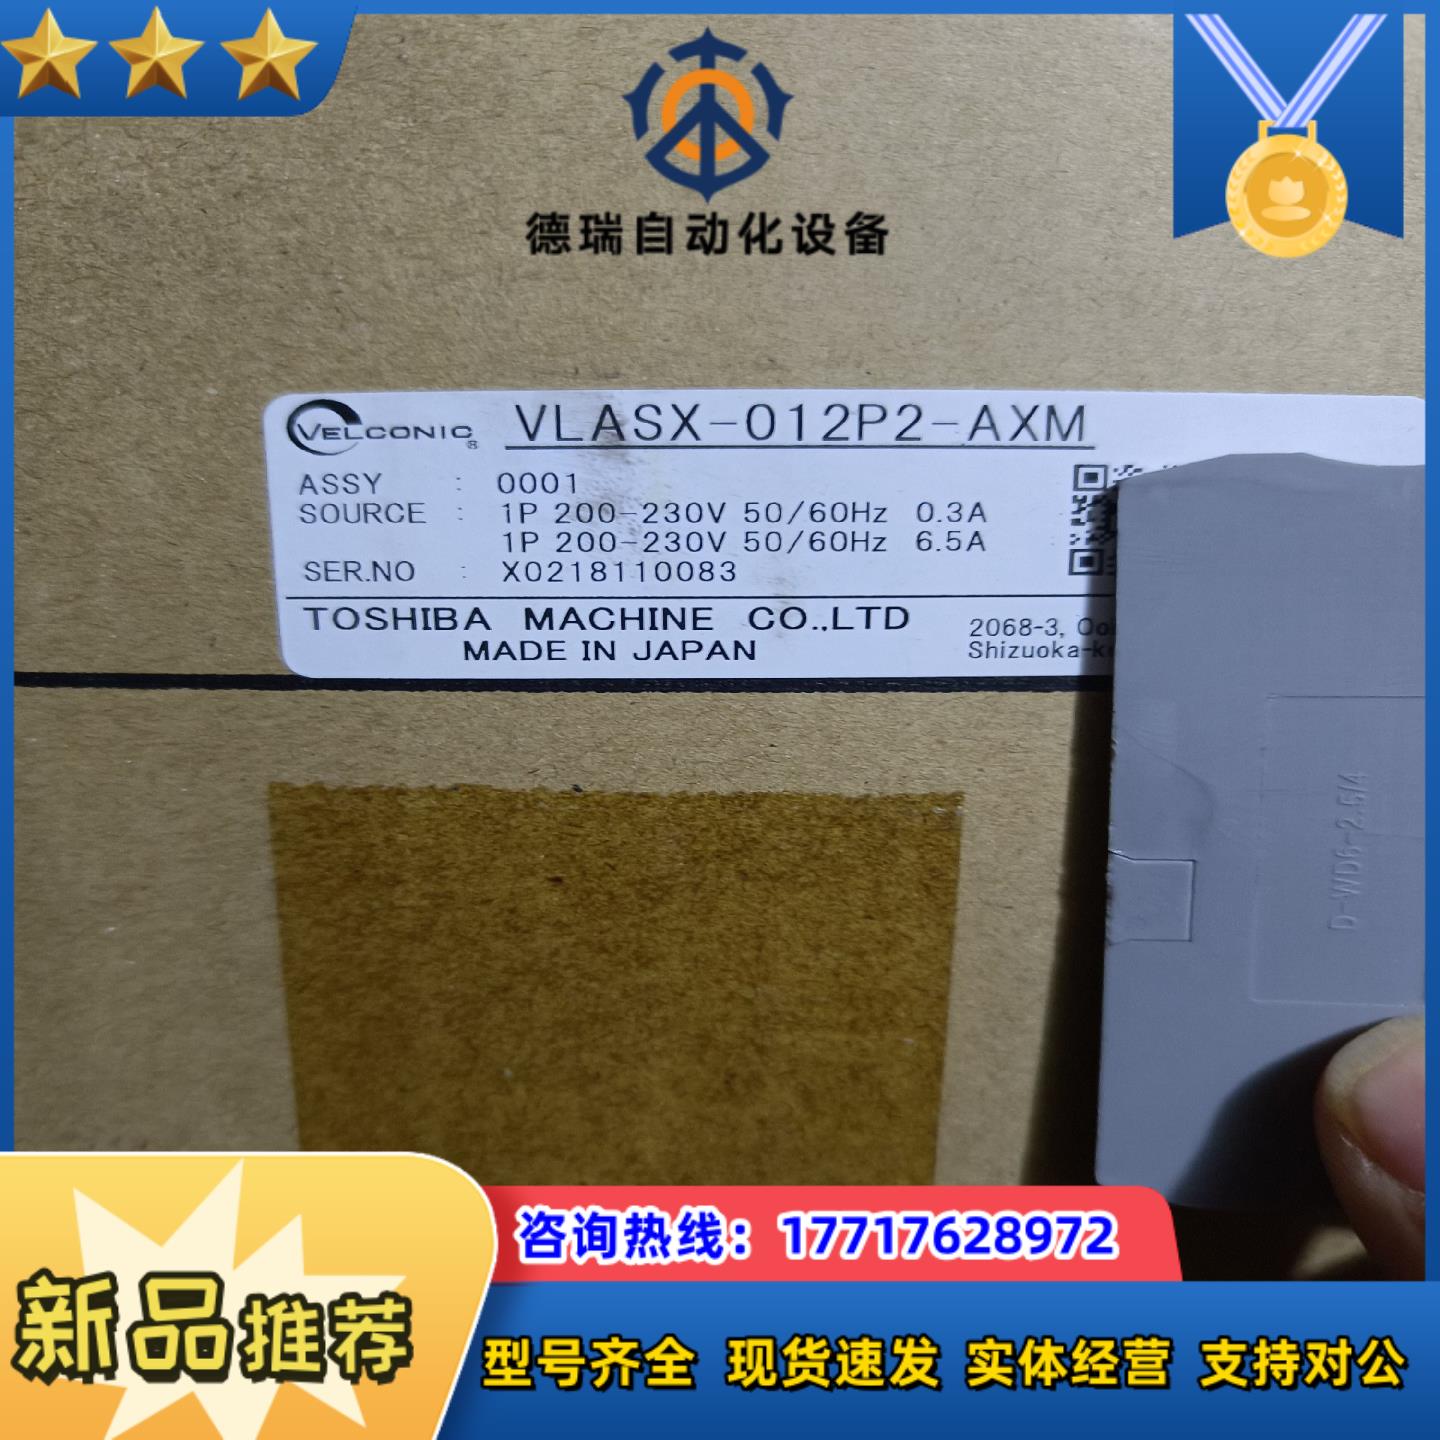 德瑞自动化设备
VELCONIC® VLASX-012P2-AXM
ASSY : 0001
SOURCE : 1P 200-230V 50/60Hz 0.3A
1P 200-230V 50/60Hz 6.5A
SER.NO : X0218110083
TOSHIBA MACHINE CO.,LTD
MADE IN JAPAN
2068-3,
Shizuoka-k
D-WD6-2.5/4
咨询热线：17717628972
新品推荐
型号齐全 现货速发 实体经营 支持对公